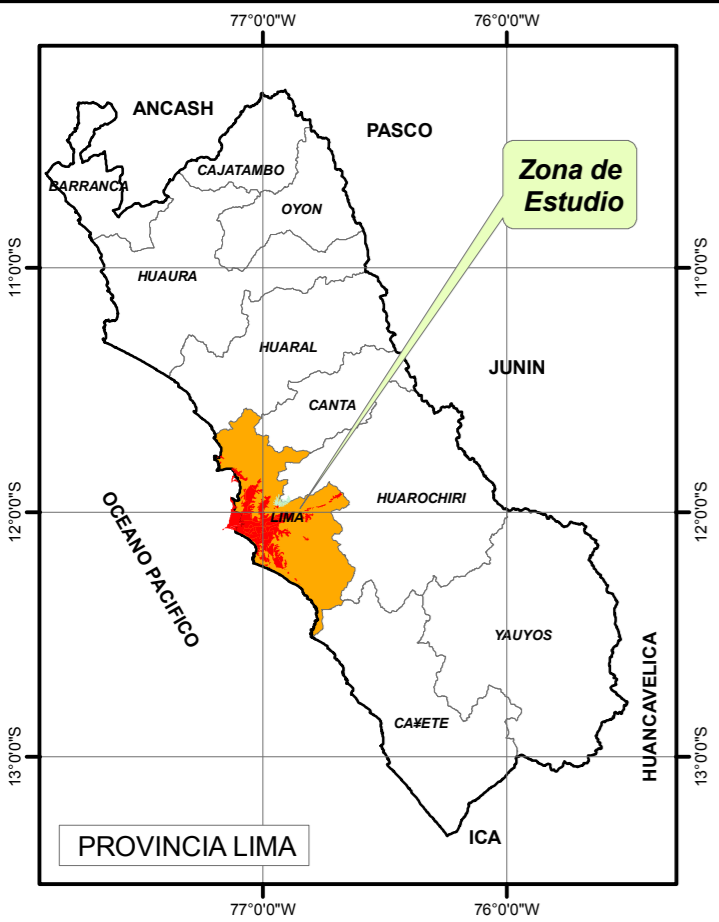 77°0'0"W
76°0'0"W
ANCASH
PASCO
Zona de
Estudio
CAJATAMBO
BARRANCA
OYON
11°0'0"S
11°0'0"S
HUAURA
HUARAL
JUNIN
CANTA
HUAROCHIRI
12°0'0"S
12°0'0"S
LIMA
OCEANO PACIFICO
YAUYOS
HUANCAVELICA
CA¥ETE
13°0'0"S
13°0'0"S
ICA
PROVINCIA LIMA
77°0'0"W
76°0'0"W